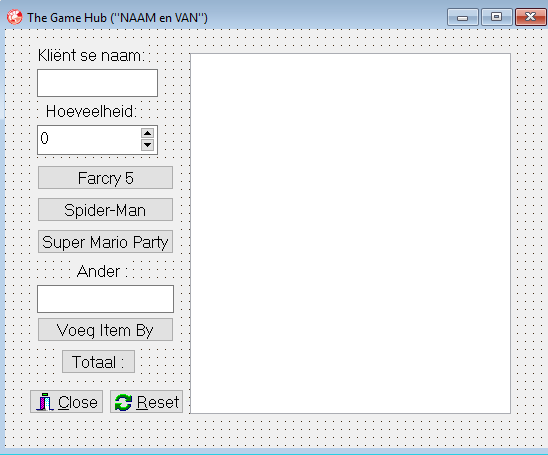 The Game Hub ("NAAM en VAN")
Kliënt se naam:
Hoeveelheid:
0
Farcry 5
Spider-Man
Super Mario Party
Ander :
Voeg Item By
Totaal :
Close
Reset